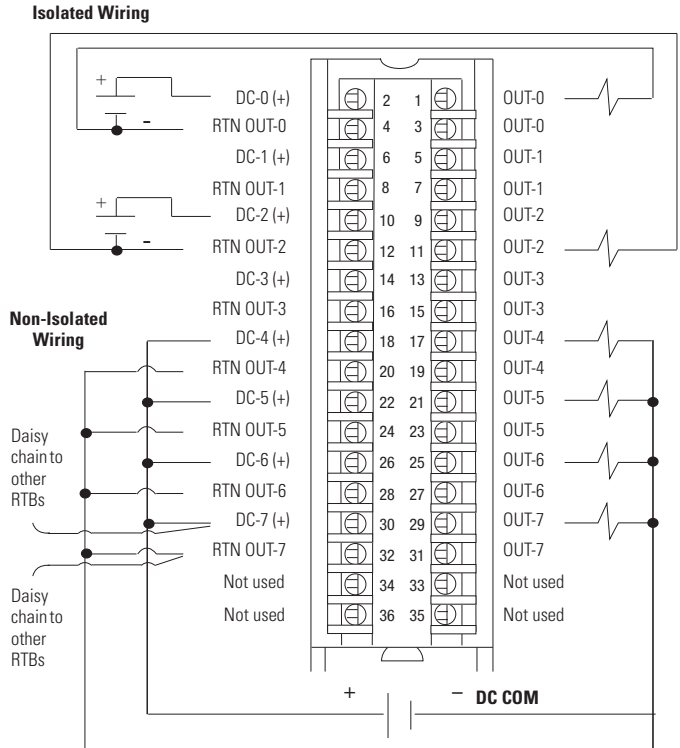 Isolated Wiring
+
DC-0 (+) 2 1 OUT-0
-
RTN OUT-0 4 3 OUT-0
DC-1 (+) 6 5 OUT-1
RTN OUT-1 8 7 OUT-1
+
DC-2 (+) 10 9 OUT-2
-
RTN OUT-2 12 11 OUT-2
DC-3 (+) 14 13 OUT-3
RTN OUT-3 16 15 OUT-3
Non-Isolated
Wiring
DC-4 (+) 18 17 OUT-4
RTN OUT-4 20 19 OUT-4
DC-5 (+) 22 21 OUT-5
RTN OUT-5 24 23 OUT-5
DC-6 (+) 26 25 OUT-6
RTN OUT-6 28 27 OUT-6
DC-7 (+) 30 29 OUT-7
RTN OUT-7 32 31 OUT-7
Not used 34 33 Not used
Not used 36 35 Not used
Daisy
chain to
other
RTBs
Daisy
chain to
other
RTBs
+ – DC COM